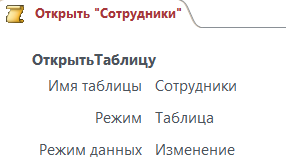 Открыть "Сотрудники"
ОткрытьТаблицу
Имя таблицы Сотрудники
Режим Таблица
Режим данных Изменение